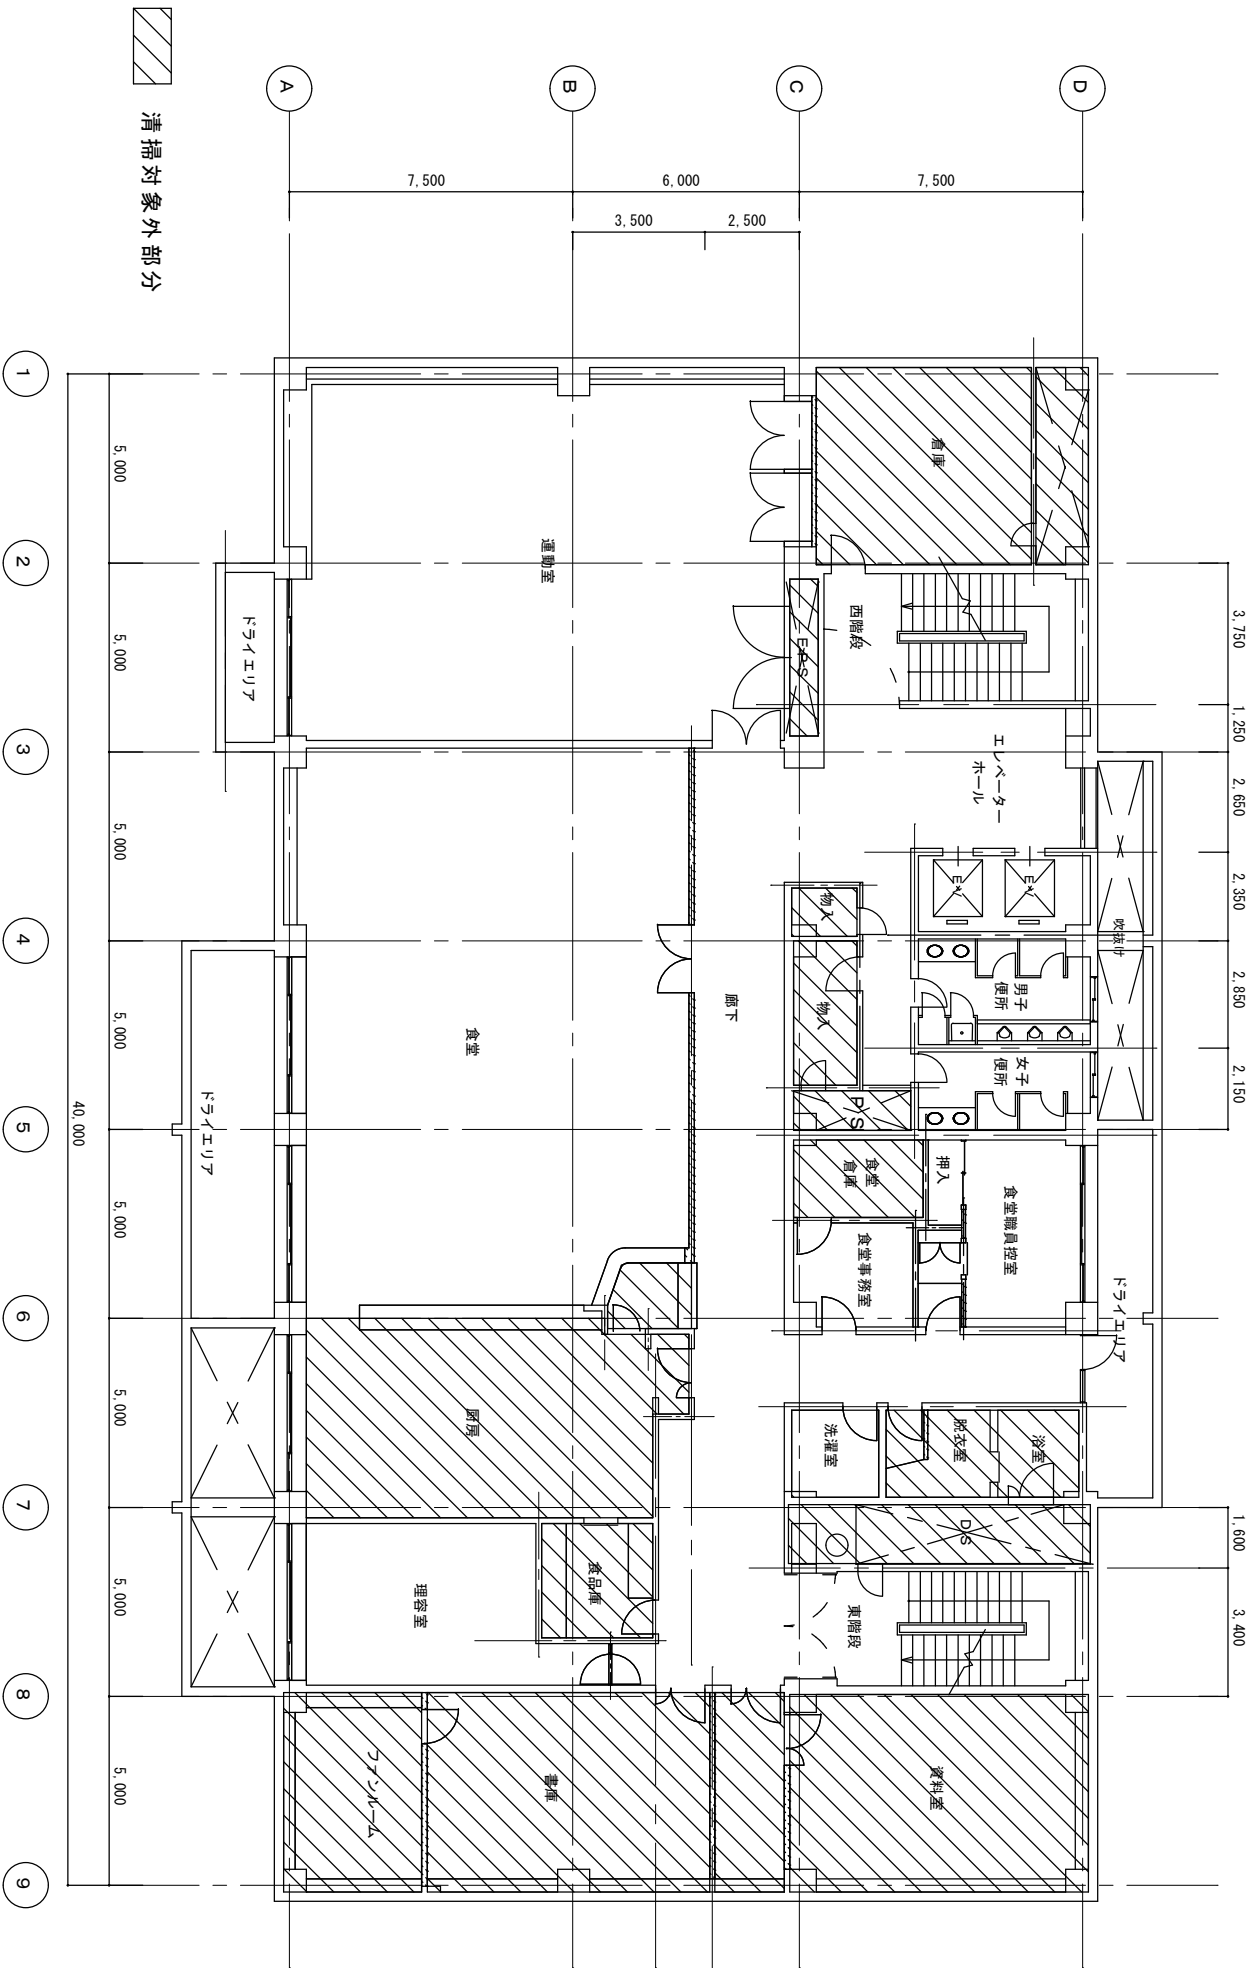 清掃対象外部分
A
B
C
D
7,500
6,000
7,500
3,500
2,500
1
2
3
4
5
6
7
8
9
5,000
5,000
5,000
5,000
5,000
5,000
5,000
5,000
40,000
3,750
1,250
2,650
2,350
2,850
2,150
1,600
3,400
倉庫
運動室
西階段
EPS
ドライエリア
エレベーター
ホール
EV
EV
吹抜け
物入
物入
男子
便所
女子
便所
PS
廊下
食堂
ドライエリア
食堂
倉庫
押入
食堂職員控室
食堂事務室
ドライエリア
厨房
洗濯室
脱衣室
浴室
DS
食品庫
理容室
東階段
ファンルーム
書庫
資料室